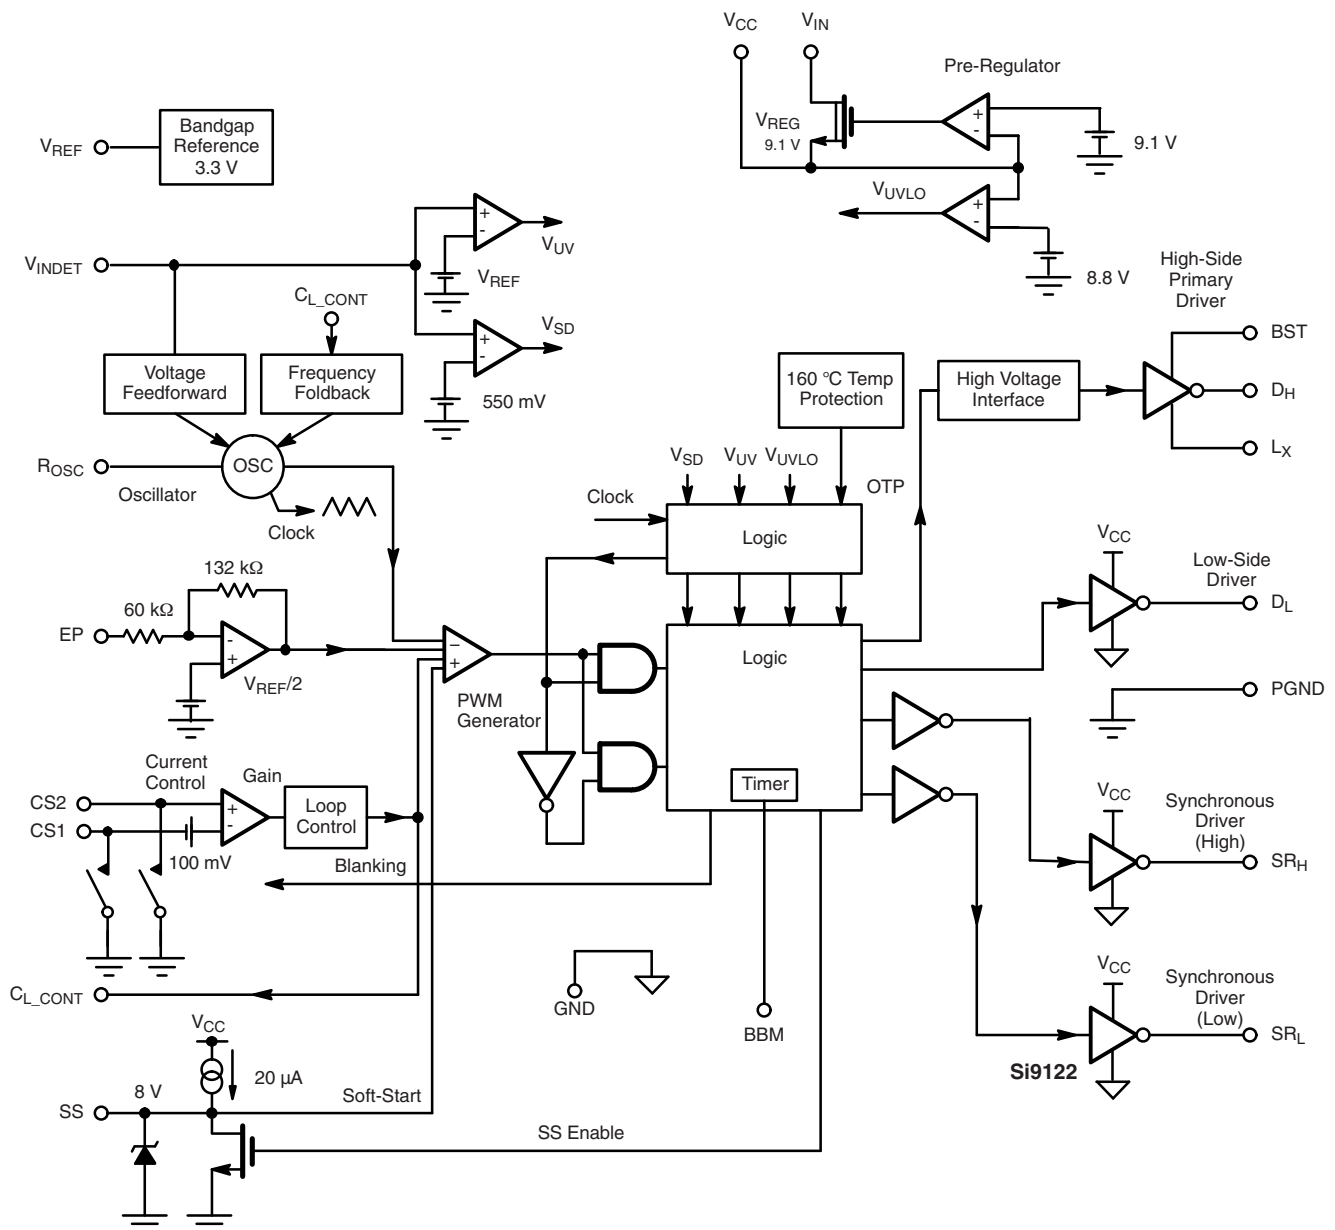 VCC
VIN
Pre-Regulator
VREG
9.1 V
+
-
9.1 V
VREF
Bandgap
Reference
3.3 V
VUVLO
+
-
8.8 V
+
-
VUV
VREF
VINDET
CL_CONT
+
-
VSD
550 mV
Voltage
Feedforward
Frequency
Foldback
High-Side
Primary
Driver
BST
DH
LX
160 °C Temp
Protection
High Voltage
Interface
ROSC
OSC
Oscillator
Clock
VSD
VUV
VUVLO
OTP
Clock
Logic
VCC
Low-Side
Driver
DL
132 kΩ
60 kΩ
EP
-
+
VREF/2
−
+
PWM
Generator
Logic
Timer
PGND
Current
Control
Gain
CS2
CS1
+
-
100 mV
Loop
Control
Blanking
VCC
Synchronous
Driver
(High)
SRH
CL_CONT
GND
BBM
VCC
Synchronous
Driver
(Low)
SRL
Si9122
VCC
20 µA
8 V
SS
Soft-Start
SS Enable